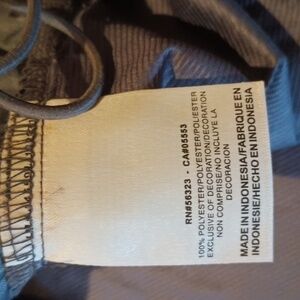 RN#56323 - CA#05553
100% POLYESTER/POLYESTER/POLIESTER
EXCLUSIVE OF DECORATION/DECORATION
NON COMPRISE/NO INCLUYE LA
DECORACION
MADE IN INDONESIA/FABRIQUE EN
INDONESIE/HECHO EN INDONESIA